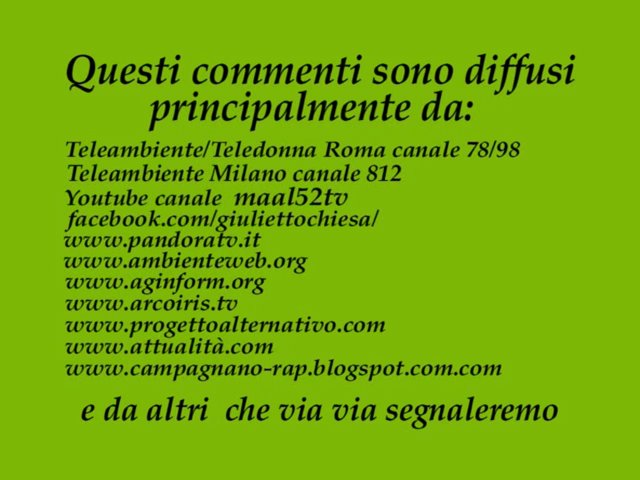 Questi commenti sono diffusi
principalmente da:
Teleambiente/Teledonna Roma canale 78/98
Teleambiente Milano canale 812
Youtube canale maal52tv
facebook.com/giuliettochiesa/
www.pandoratv.it
www.ambienteweb.org
www.aginform.org
www.arcoiris.tv
www.progettoalternativo.com
www.attualità.com
www.campagnano-rap.blogspot.com.com
e da altri che via via segnaleremo